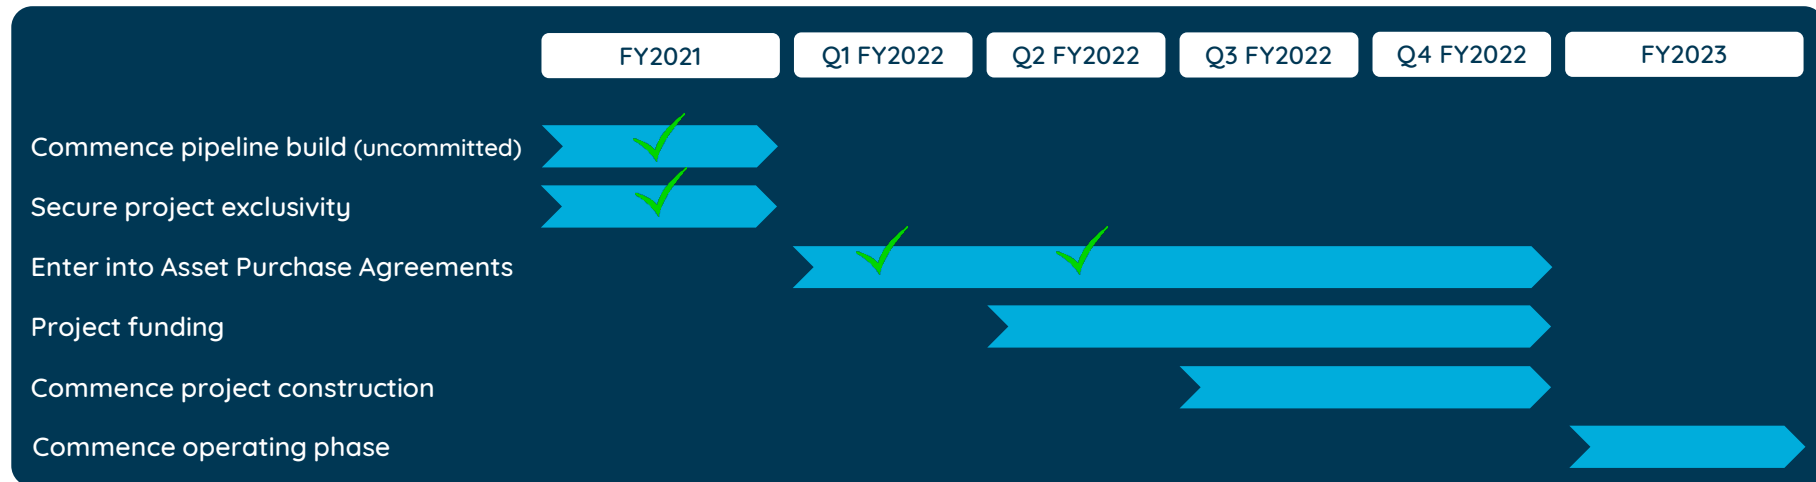 FY2021 Q1 FY2022 Q2 FY2022 Q3 FY2022 Q4 FY2022 FY2023
Commence pipeline build (uncommitted)
Secure project exclusivity
Enter into Asset Purchase Agreements
Project funding
Commence project construction
Commence operating phase